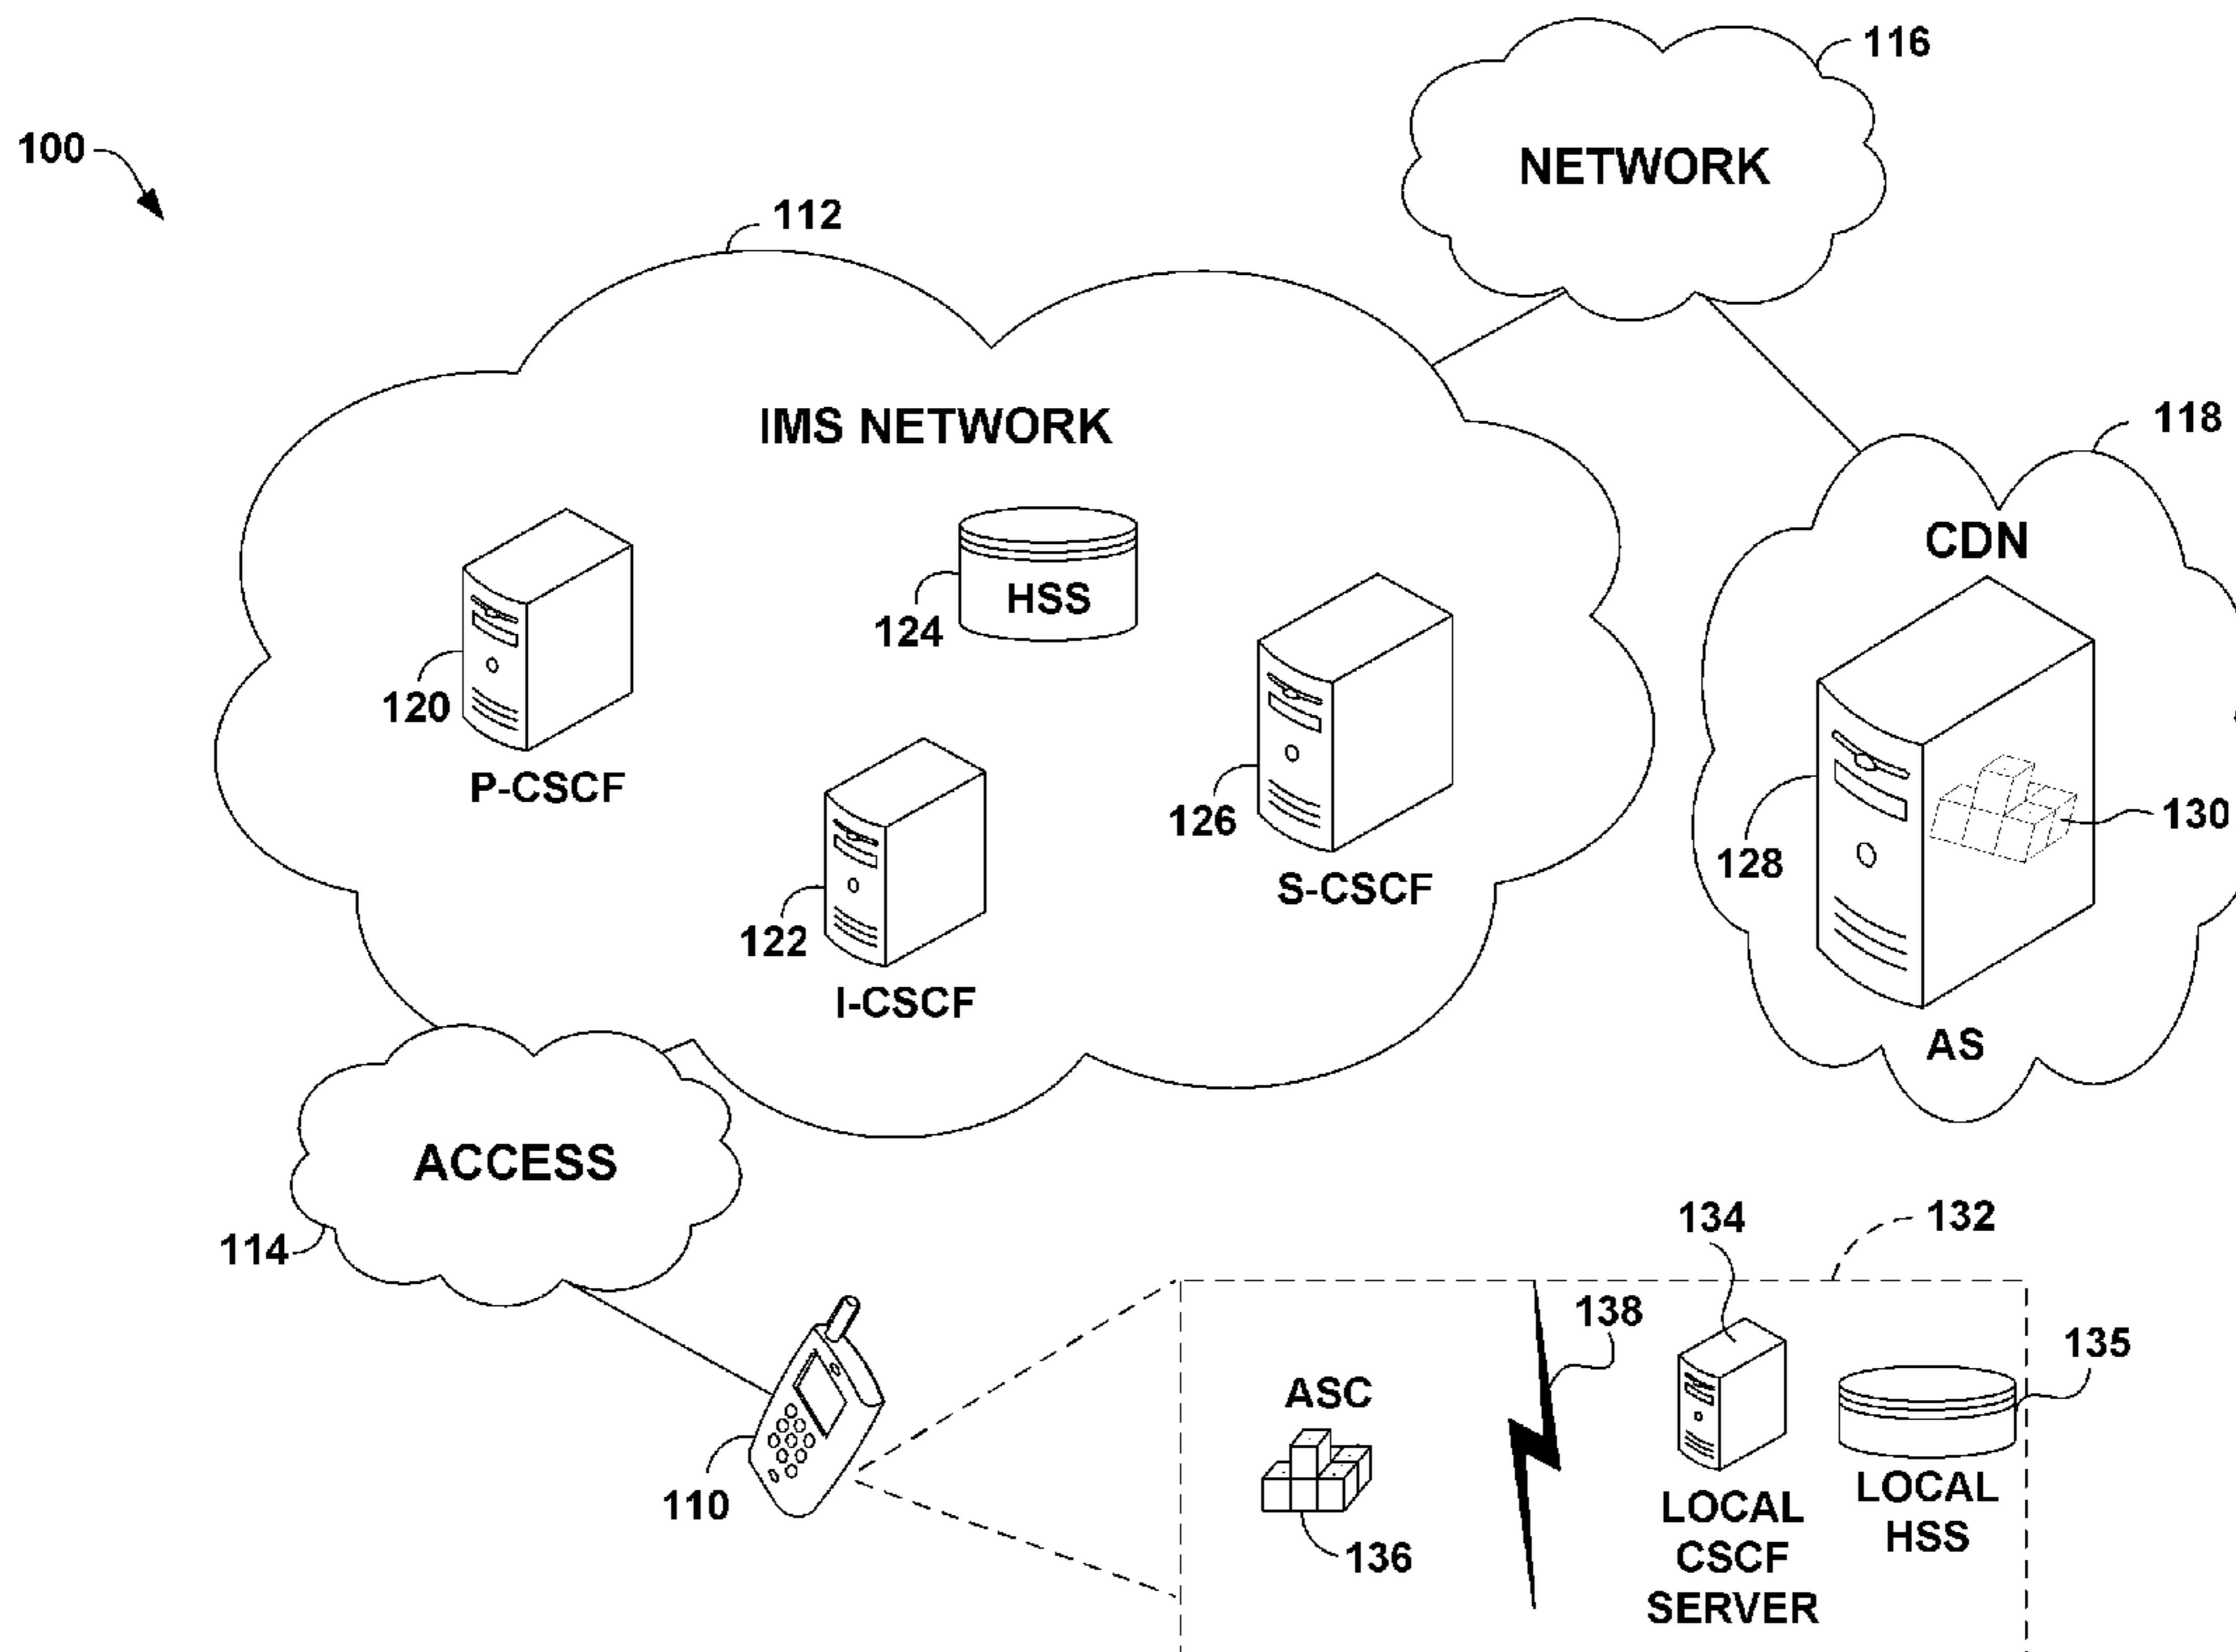 116
100
NETWORK
112
118
IMS NETWORK
CDN
HSS
124
120
P-CSCF
126
130
128
S-CSCF
122
I-CSCF
AS
ACCESS
134
132
114
138
135
ASC
110
136
LOCAL
CSCF
SERVER
LOCAL
HSS